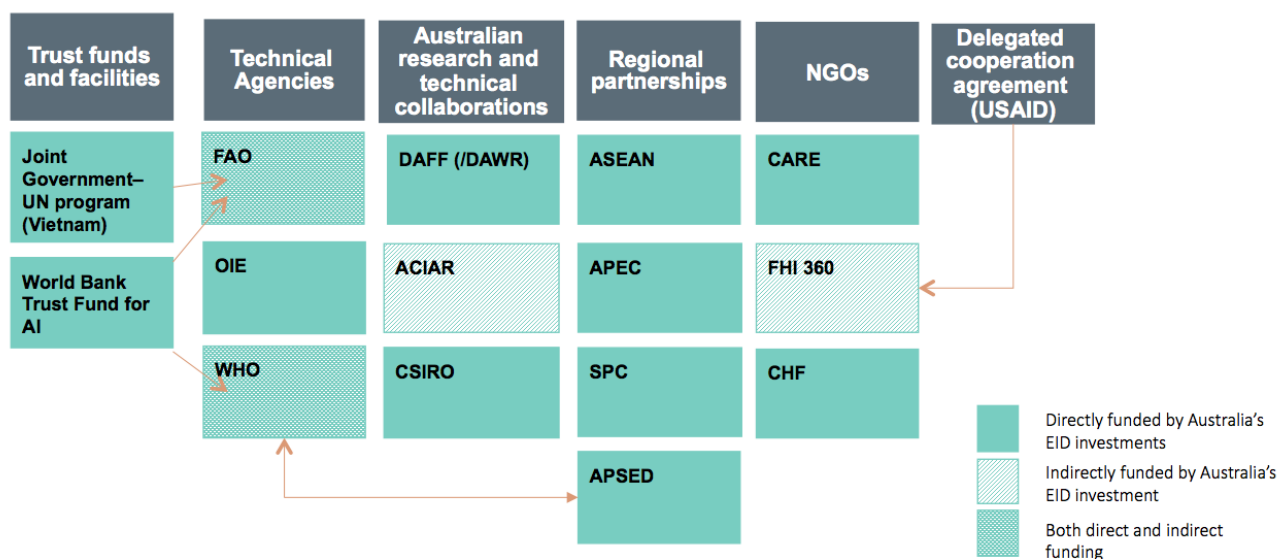 Trust funds
and facilities
Technical
Agencies
Australian
research and
technical
collaborations
Regional
partnerships
NGOs
Delegated
cooperation
agreement
(USAID)
Joint
Government–
UN program
(Vietnam)
World Bank
Trust Fund for
AI
FAO
OIE
WHO
DAFF (/DAWR)
ACIAR
CSIRO
ASEAN
APEC
SPC
APSED
CARE
FHI 360
CHF
Directly funded by Australia's
EID investments
Indirectly funded by Australia's
EID investment
Both direct and indirect
funding